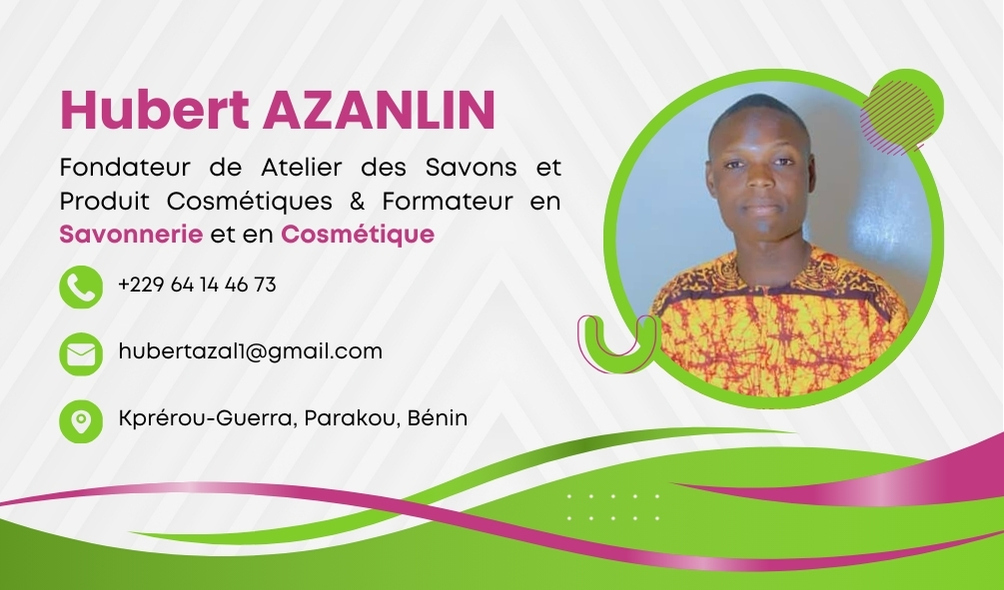 Hubert AZANLIN
Fondateur de Atelier des Savons et
Produit Cosmétiques & Formateur en
Savonnerie et en Cosmétique
+229 64 14 46 73
hubertazal1@gmail.com
Kprérou-Guerra, Parakou, Bénin